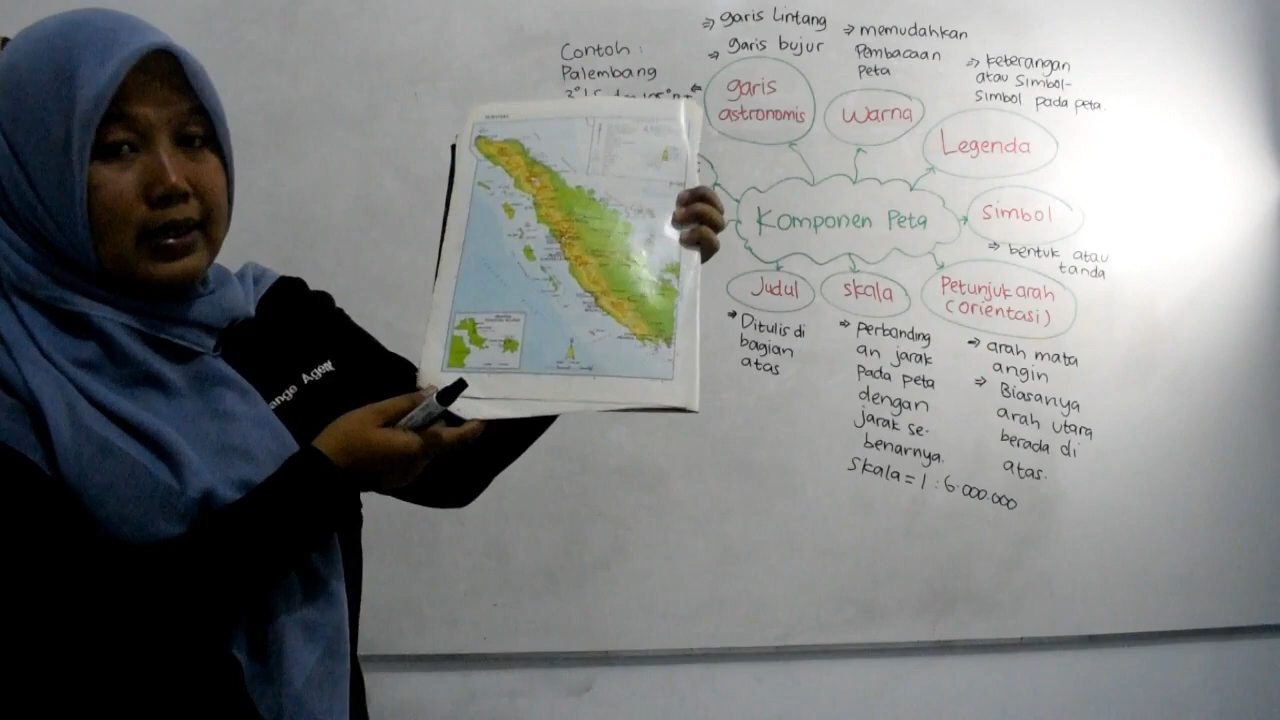 Contoh :
Palembang
⇒ garis lintang
⇒ garis bujur
garis
astronomis
⇒ memudahkan
Pembacaan
Peta
Warna
⇒ keterangan
atau simbol-
simbol pada peta.
Legenda
Komponen Peta
Simbol
⇒ bentuk atau
tanda
Judul
⇒ Ditulis di
bagian
atas
skala
⇒ Perbanding
an jarak
Pada peta
dengan
jarak se-
benarnya.
skala = 1 : 6.000.000
Petunjuk arah
(orientasi)
⇒ arah mata
angin
⇒ Biasanya
arah utara
berada di
atas.
ange Agent